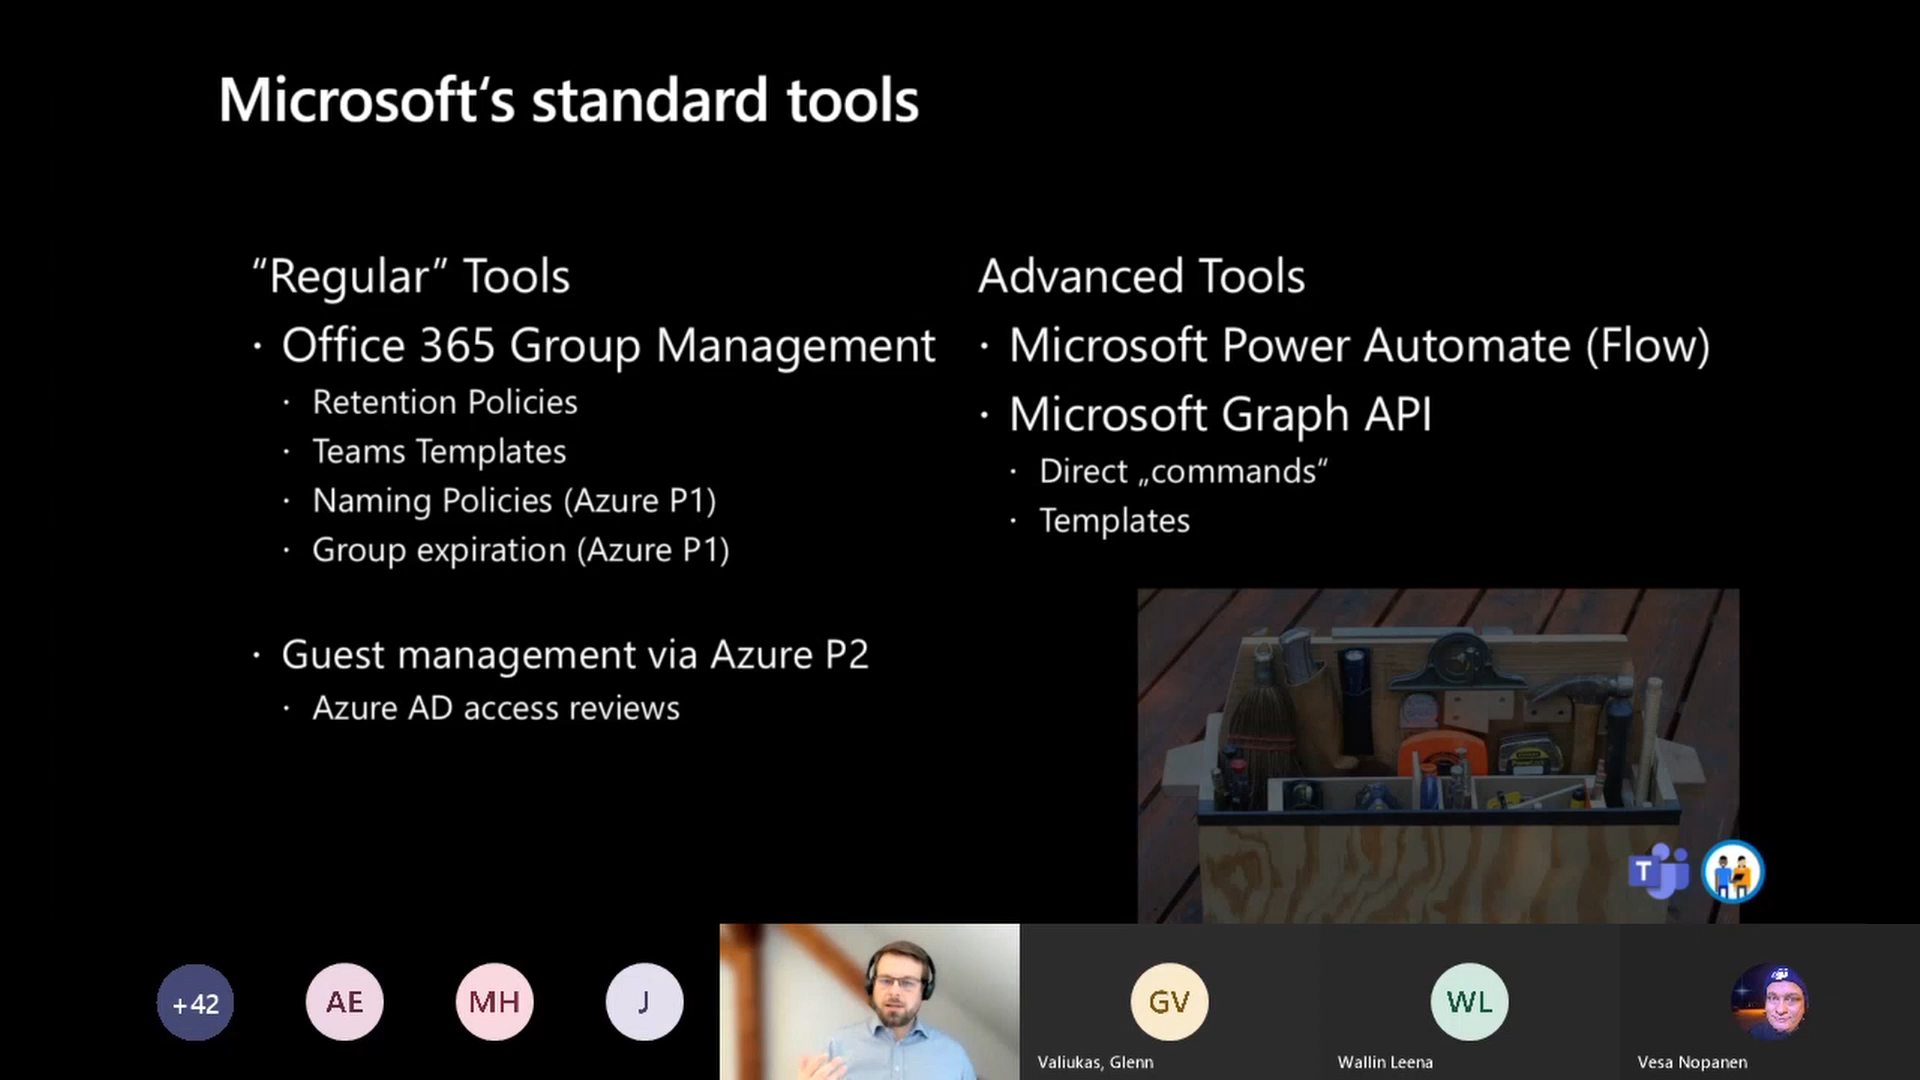 Microsoft‘s standard tools
“Regular” Tools
· Office 365 Group Management
· Retention Policies
· Teams Templates
· Naming Policies (Azure P1)
· Group expiration (Azure P1)
· Guest management via Azure P2
· Azure AD access reviews
Advanced Tools
· Microsoft Power Automate (Flow)
· Microsoft Graph API
· Direct „commands“
· Templates
T
+42
AE
MH
J
GV
Valiukas, Glenn
WL
Wallin Leena
Vesa Nopanen